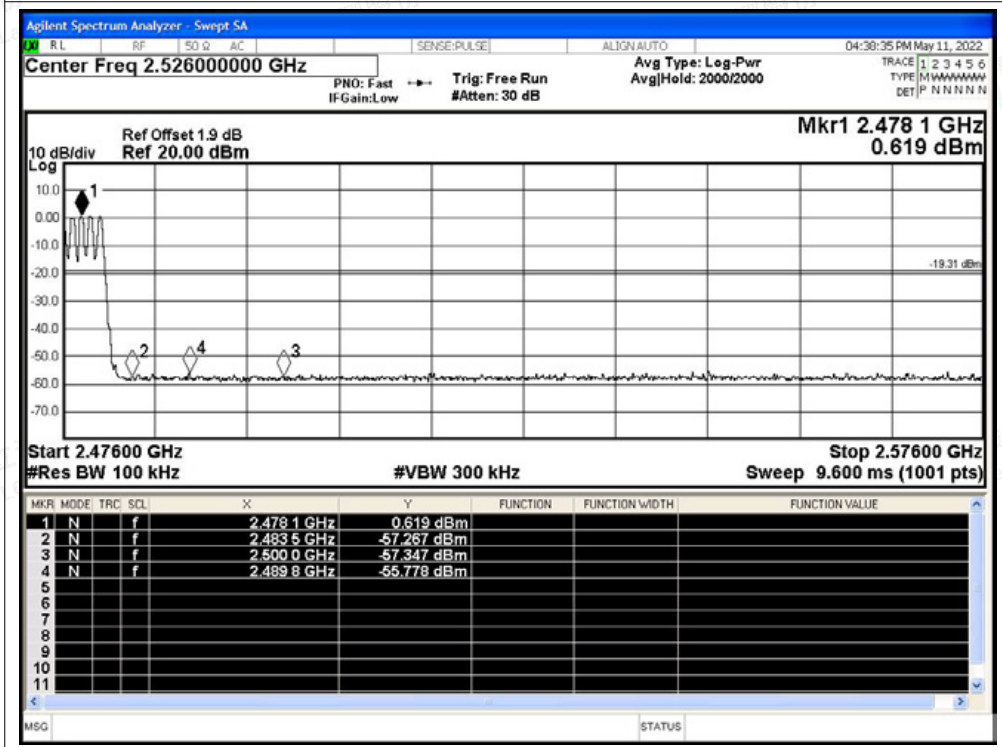 Agilent Spectrum Analyzer - Swept SA
LXI RL RF 50 Ω AC SENSE:PULSE ALIGN AUTO 04:38:35 PM May 11, 2022
Center Freq 2.526000000 GHz
PNO: Fast
IFGain:Low
Trig: Free Run
#Atten: 30 dB
Avg Type: Log-Pwr
Avg|Hold: 2000/2000
TRACE 1 2 3 4 5 6
TYPE M
DET P N N N N N
Ref Offset 1.9 dB
10 dB/div Ref 20.00 dBm
Log
Mkr1 2.478 1 GHz
0.619 dBm
10.0
0.00
-10.0
-20.0
-30.0
-40.0
-50.0
-60.0
-70.0
1
2
4
3
-19.31 dBm
Start 2.47600 GHz Stop 2.57600 GHz
#Res BW 100 kHz #VBW 300 kHz Sweep 9.600 ms (1001 pts)
MKR MODE TRC SCL X Y FUNCTION FUNCTION WIDTH FUNCTION VALUE
1 N f 2.478 1 GHz 0.619 dBm
2 N f 2.483 5 GHz -57.267 dBm
3 N f 2.500 0 GHz -57.347 dBm
4 N f 2.489 8 GHz -55.778 dBm
5
6
7
8
9
10
11
MSG STATUS